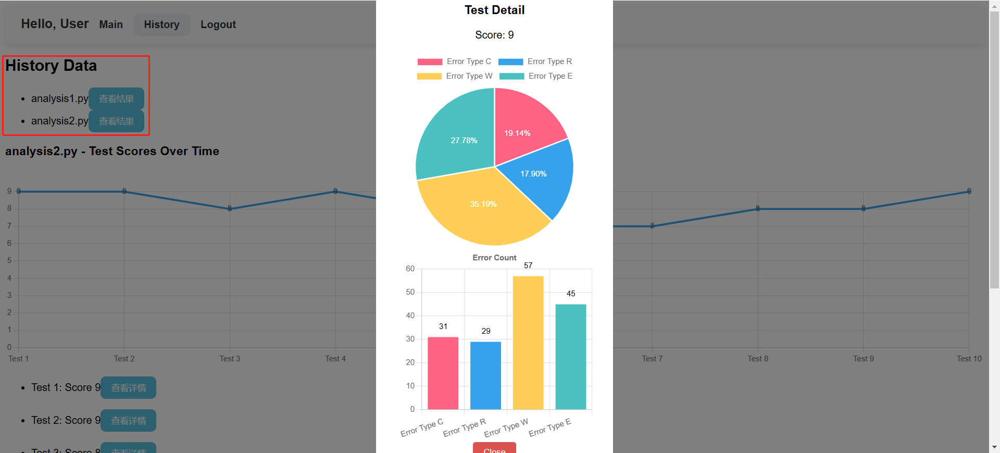 Hello, User Main History Logout
History Data
analysis1.py 查看结果
analysis2.py 查看结果
analysis2.py - Test Scores Over Time
9
8
7
6
5
4
3
2
1
0
9 9 8 9 7 8 8 9
Test 1 Test 2 Test 3 Test 4 Test 7 Test 8 Test 9 Test 10
Test 1: Score 9 查看详情
Test 2: Score 9 查看详情
Test 3: Score 8 查看详情
Test Detail
Score: 9
Error Type C Error Type R
Error Type W Error Type E
19.14%
27.78%
17.90%
35.19%
Error Count
60
50
40
30
20
10
0
31 29 57 45
Error Type C Error Type R Error Type W Error Type E
Close